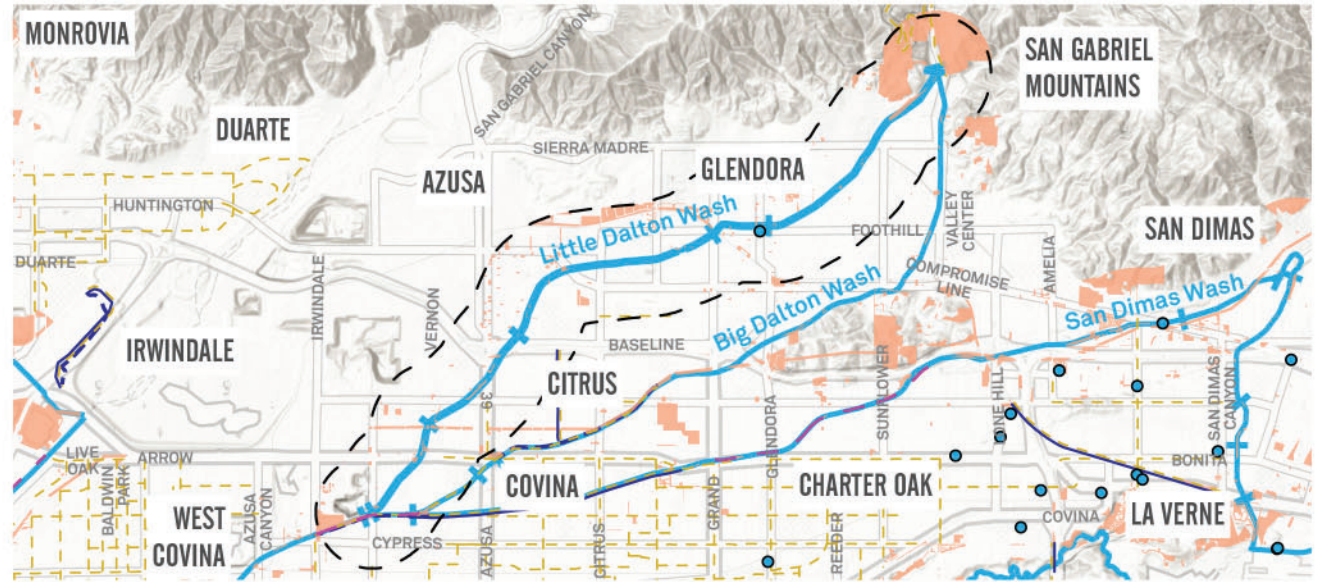 MONROVIA
SAN GABRIEL CANYON
SAN GABRIEL
MOUNTAINS
DUARTE
SIERRA MADRE
GLENDORA
AZUSA
HUNTINGTON
VALLEY
CENTER
SAN DIMAS
Little Dalton Wash
FOOTHILL
DUARTE
COMPROMISE
LINE
AMELIA
Big Dalton Wash
San Dimas Wash
IRWINDALE
VERNON
IRWINDALE
BASELINE
CITRUS
39
SUNFLOWER
LONE HILL
SAN DIMAS
CANYON
GLENDORA
LIVE
OAK
ARROW
BALDWIN
PARK
BONITA
COVINA
CHARTER OAK
GRAND
WEST
COVINA
AZUSA
CANYON
COVINA
LA VERNE
CYPRESS
AZUSA
CITRUS
REEDER